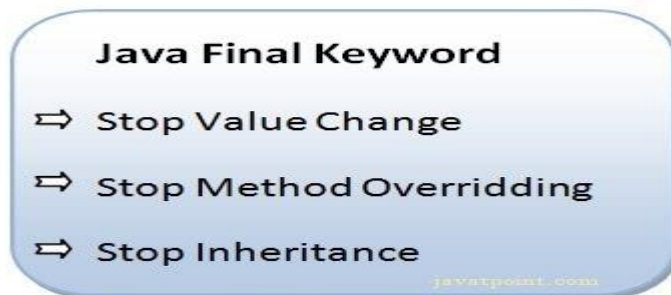 Java Final Keyword
⇨ Stop Value Change
⇨ Stop Method Overridding
⇨ Stop Inheritance
javatpoint.com